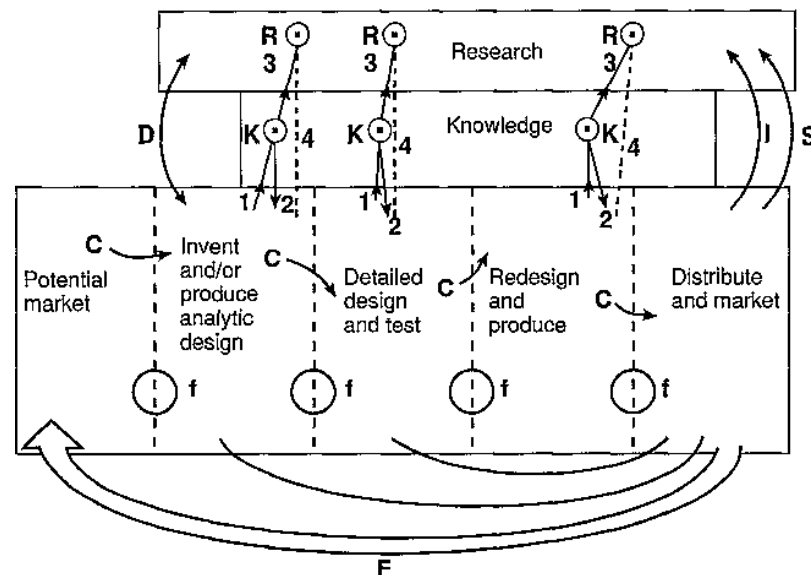 R R R
3 3 3
Research
D K K Knowledge K I S
4 4 4
1 2 1 2 1 2
C C C C
Potential
market
Invent
and/or
produce
analytic
design
Detailed
design
and test
Redesign
and
produce
Distribute
and market
f f f f
F